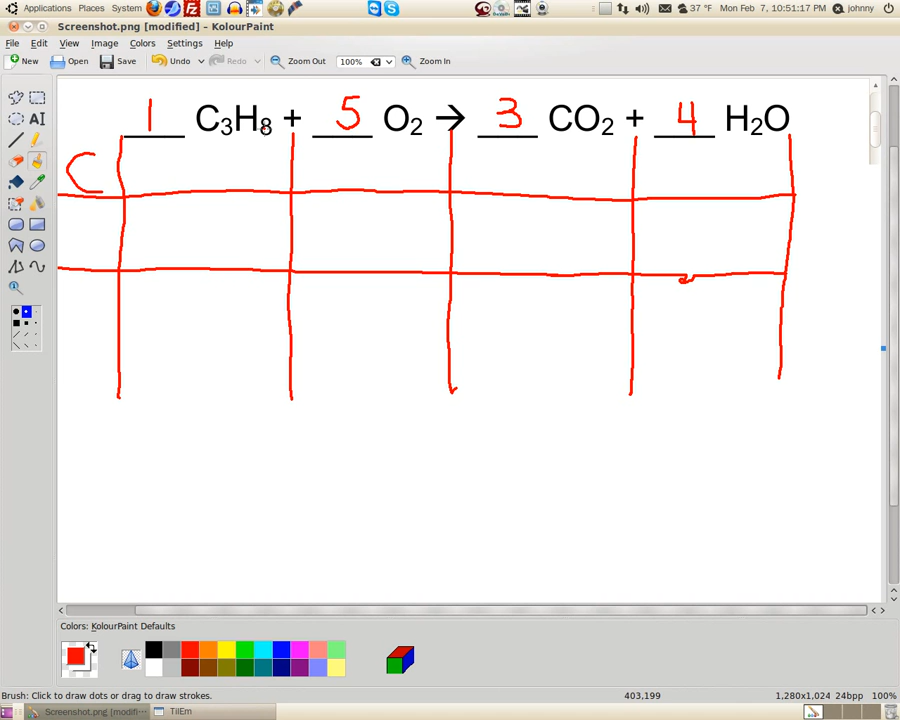 Applications Places System 37 °F Mon Feb 7, 10:51:17 PM johnny
Screenshot.png [modified] – KolourPaint
File Edit View Image Colors Settings Help
New Open Save Undo Redo Zoom Out 100% Zoom In
1 C3H8 + 5 O2 → 3 CO2 + 4 H2O
C
Colors: KolourPaint Defaults
Brush: Click to draw dots or drag to draw strokes. 403,199 1,280x1,024 24bpp 100%
Screenshot.png [modifi... TilEm